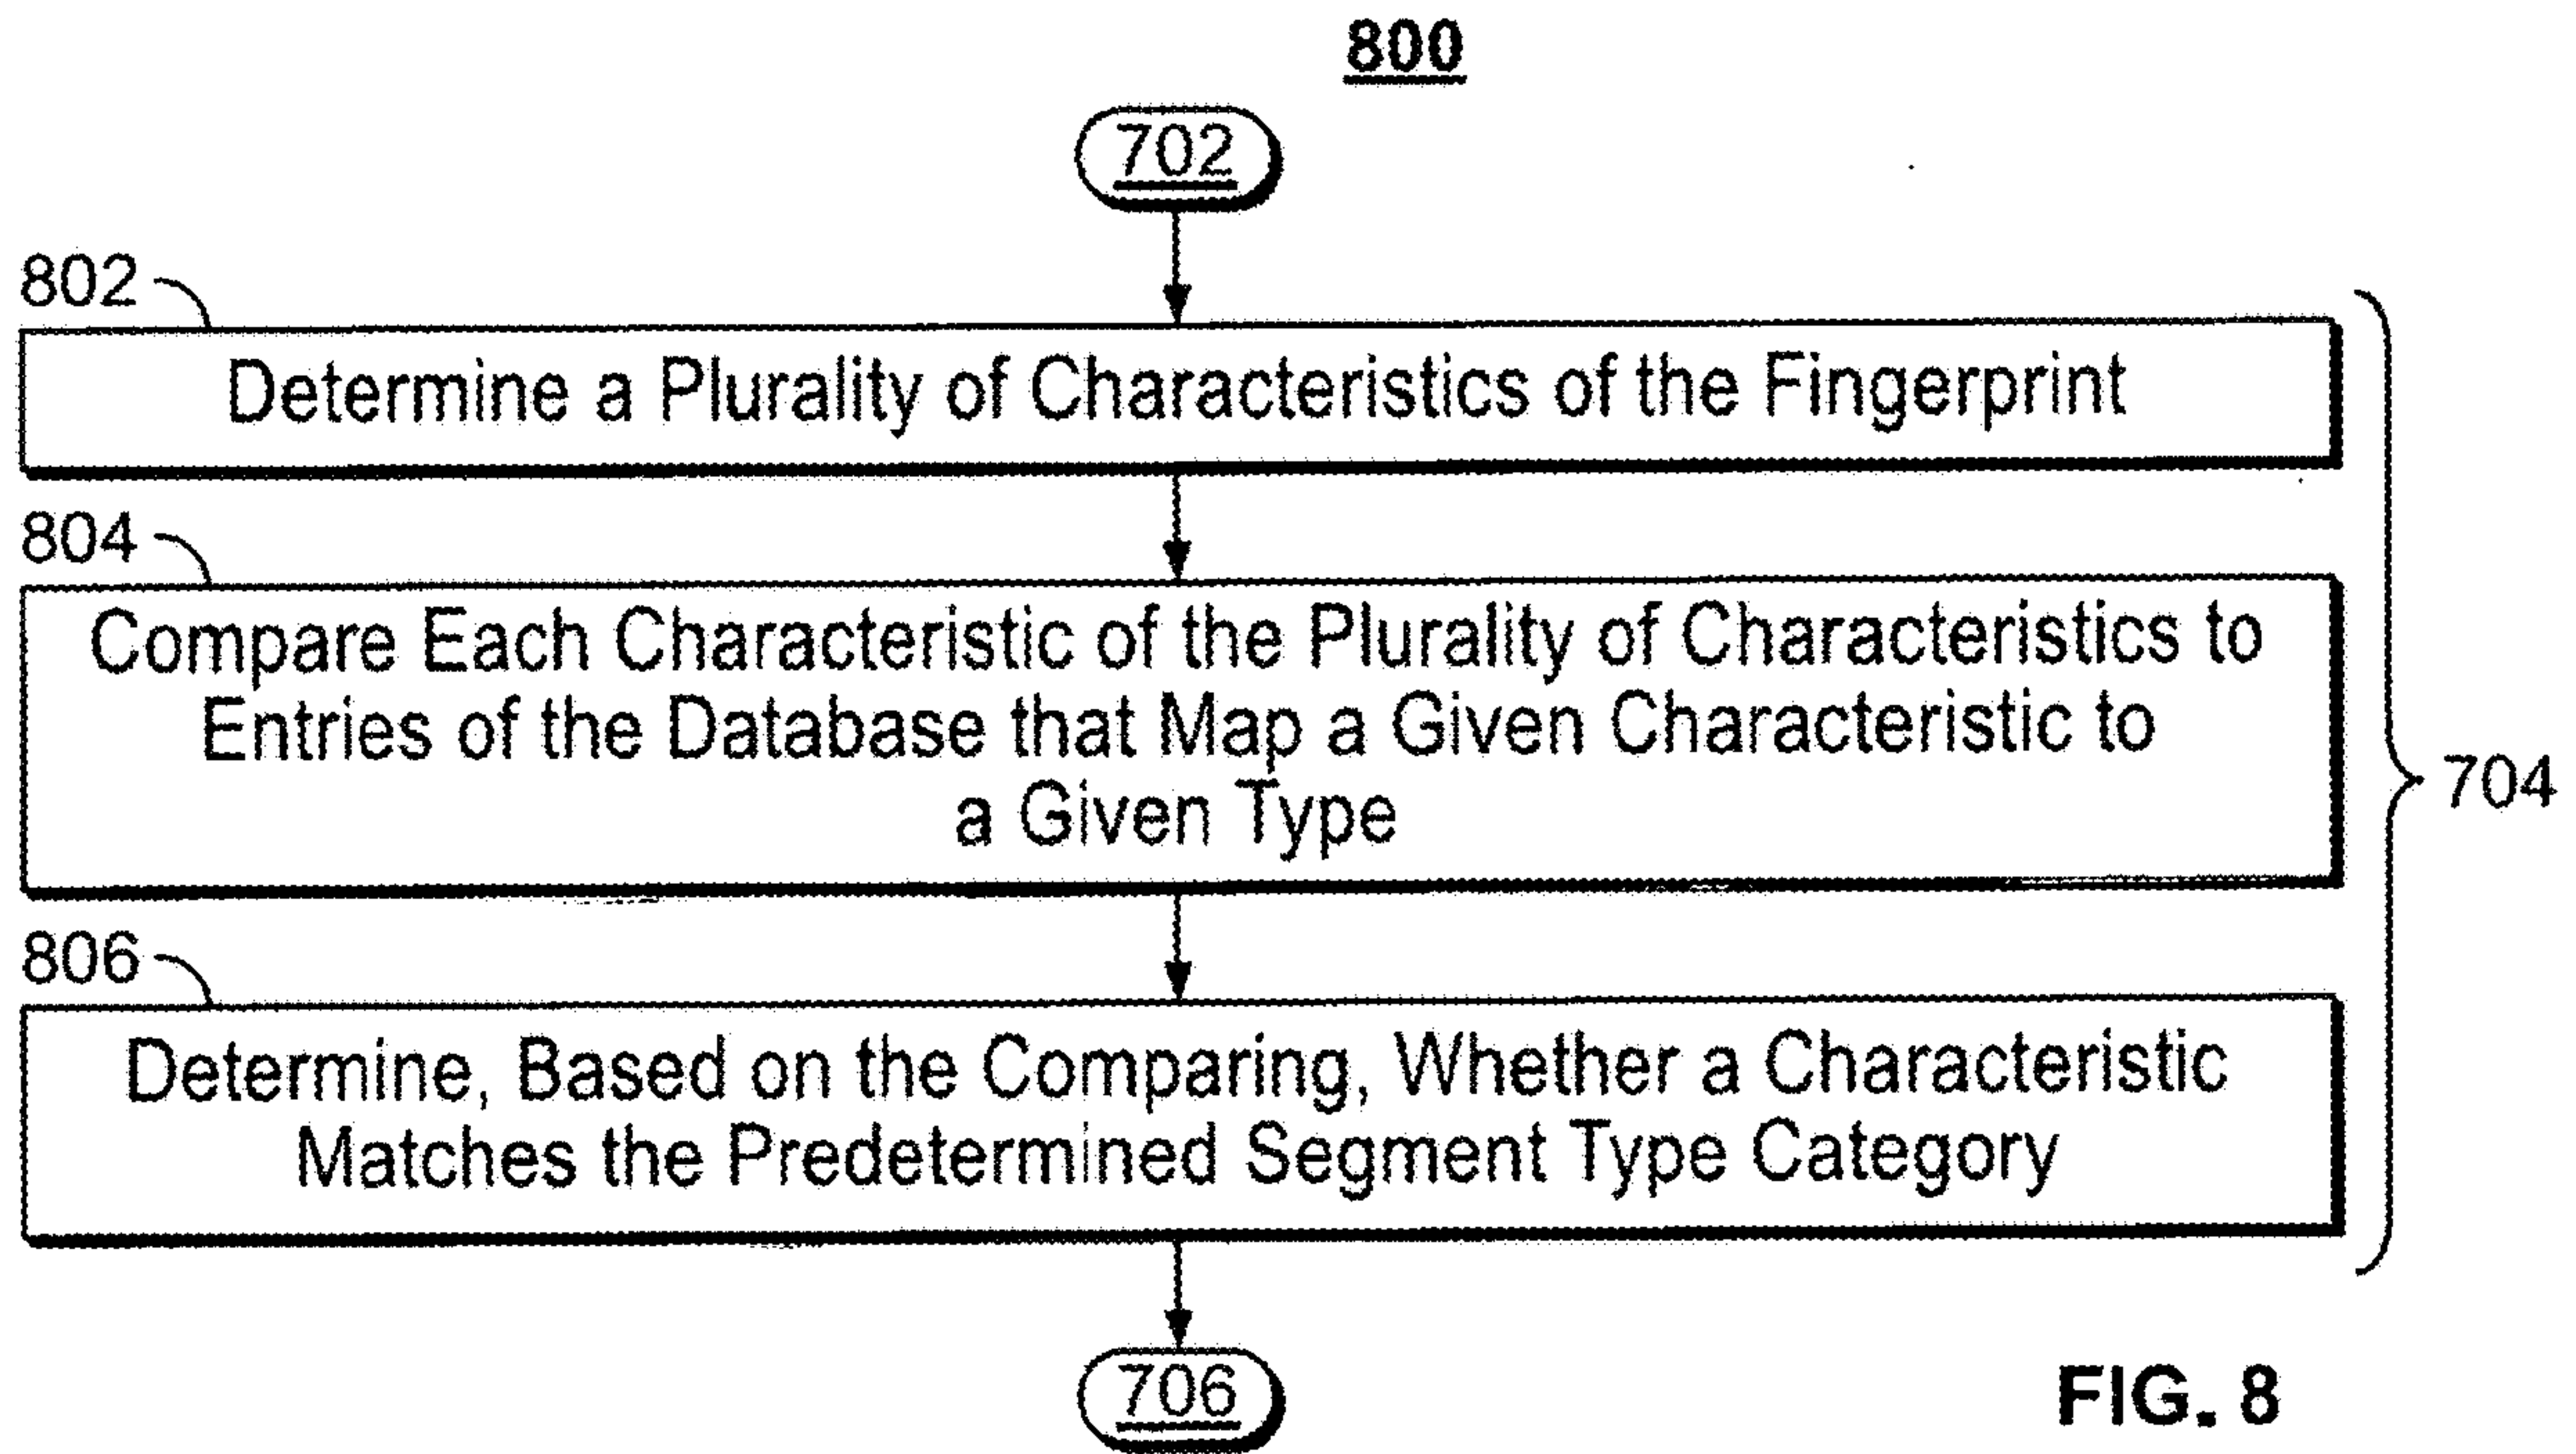 800
702
802
Determine a Plurality of Characteristics of the Fingerprint
804
Compare Each Characteristic of the Plurality of Characteristics to
Entries of the Database that Map a Given Characteristic to
a Given Type
704
806
Determine, Based on the Comparing, Whether a Characteristic
Matches the Predetermined Segment Type Category
706
FIG. 8